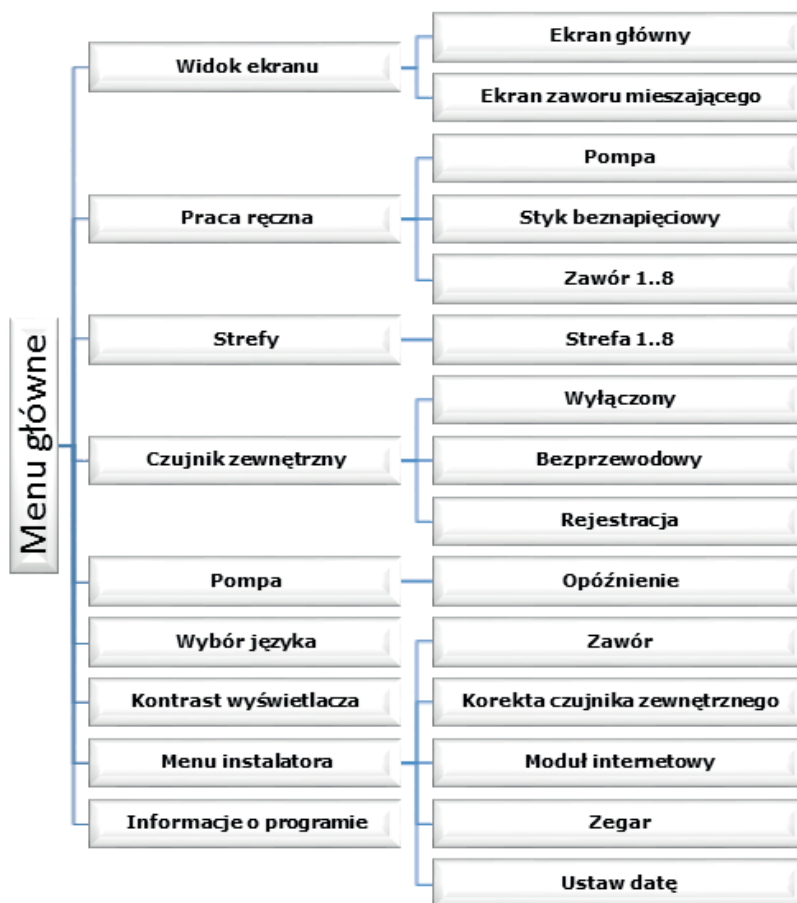 Menu główne
Widok ekranu
Ekran główny
Ekran zaworu mieszającego
Praca ręczna
Pompa
Styk beznapięciowy
Zawór 1..8
Strefy
Strefa 1..8
Czujnik zewnętrzny
Wyłączony
Bezprzewodowy
Rejestracja
Pompa
Opóźnienie
Wybór języka
Kontrast wyświetlacza
Menu instalatora
Zawór
Korekta czujnika zewnętrznego
Moduł internetowy
Zegar
Ustaw datę
Informacje o programie